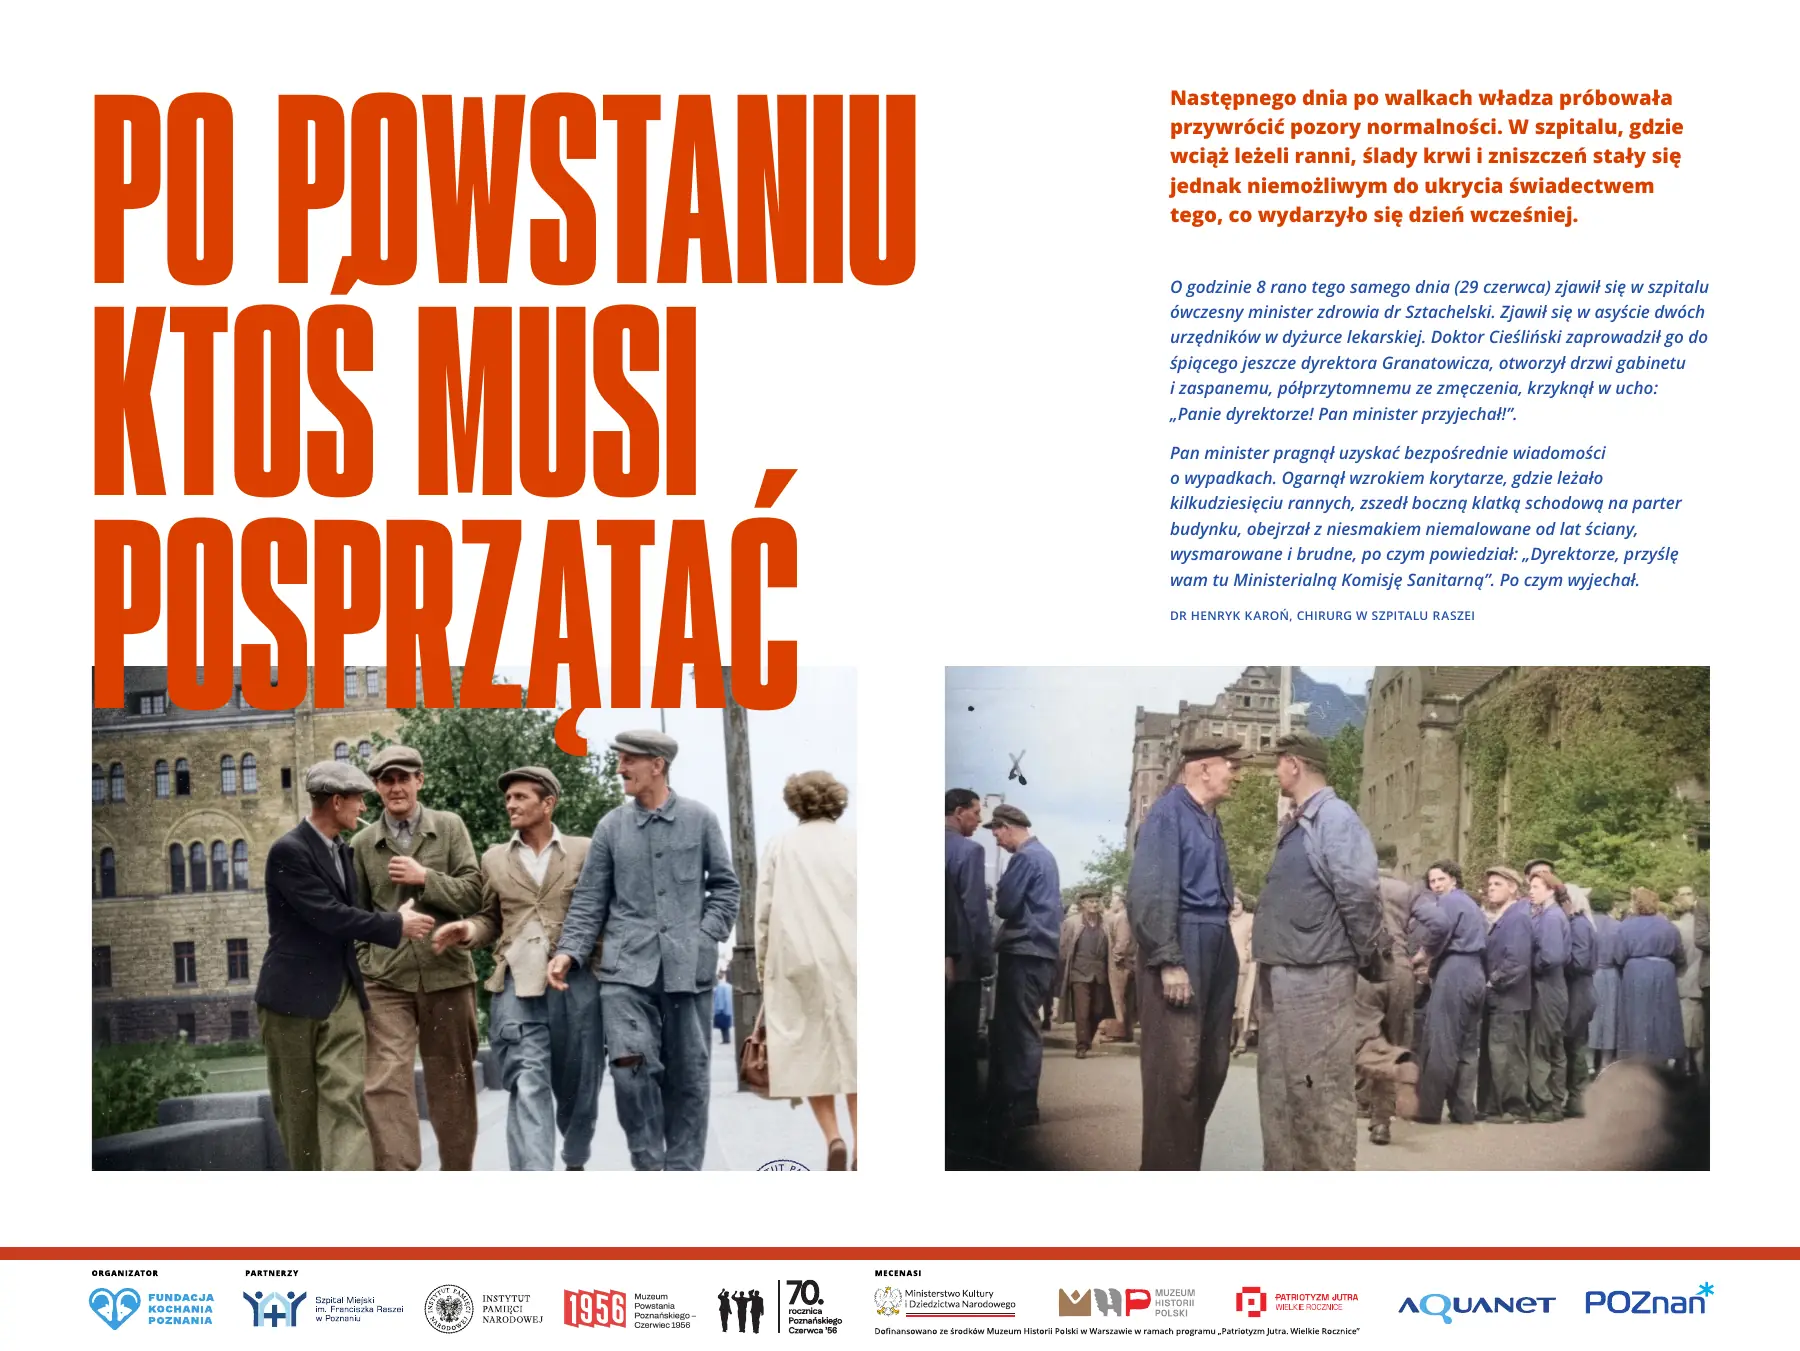 PO POWSTANIU
KTOŚ MUSI
POSPRZĄTAĆ
Następnego dnia po walkach władza próbowała
przywrócić pozory normalności. W szpitalu, gdzie
wciąż leżeli ranni, ślady krwi i zniszczeń stały się
jednak niemożliwym do ukrycia świadectwem
tego, co wydarzyło się dzień wcześniej.
O godzinie 8 rano tego samego dnia (29 czerwca) zjawił się w szpitalu
ówczesny minister zdrowia dr Sztachelski. Zjawił się w asyście dwóch
urzędników w dyżurce lekarskiej. Doktor Cieśliński zaprowadził go do
śpiącego jeszcze dyrektora Granatowicza, otworzył drzwi gabinetu
i zaspanemu, półprzytomnemu ze zmęczenia, krzyknął w ucho:
„Panie dyrektorze! Pan minister przyjechał!”.
Pan minister pragnął uzyskać bezpośrednie wiadomości
o wypadkach. Ogarnął wzrokiem korytarze, gdzie leżało
kilkudziesięciu rannych, zszedł boczną klatką schodową na parter
budynku, obejrzał z niesmakiem niemalowane od lat ściany,
wysmarowane i brudne, po czym powiedział: „Dyrektorze, przyślę
wam tu Ministerialną Komisję Sanitarną”. Po czym wyjechał.
DR HENRYK KAROŃ, CHIRURG W SZPITALU RASZEI
ORGANIZATOR
FUNDACJA
KOCHANIA
POZNANIA
PARTNERZY
Szpital Miejski
im. Franciszka Raszei
w Poznaniu
INSTYTUT PAMIĘCI NARODOWEJ
INSTYTUT
PAMIĘCI
NARODOWEJ
1956
Muzeum
Powstania
Poznańskiego –
Czerwiec 1956
70.
rocznica
Poznańskiego
Czerwca ’56
MECENASI
Ministerstwo Kultury
i Dziedzictwa Narodowego
MHP
MUZEUM
HISTORII
POLSKI
PATRIOTYZM JUTRA
WIELKIE ROCZNICE
AQUANET
POZnan*
Dofinansowano ze środków Muzeum Historii Polski w Warszawie w ramach programu „Patriotyzm Jutra. Wielkie Rocznice”